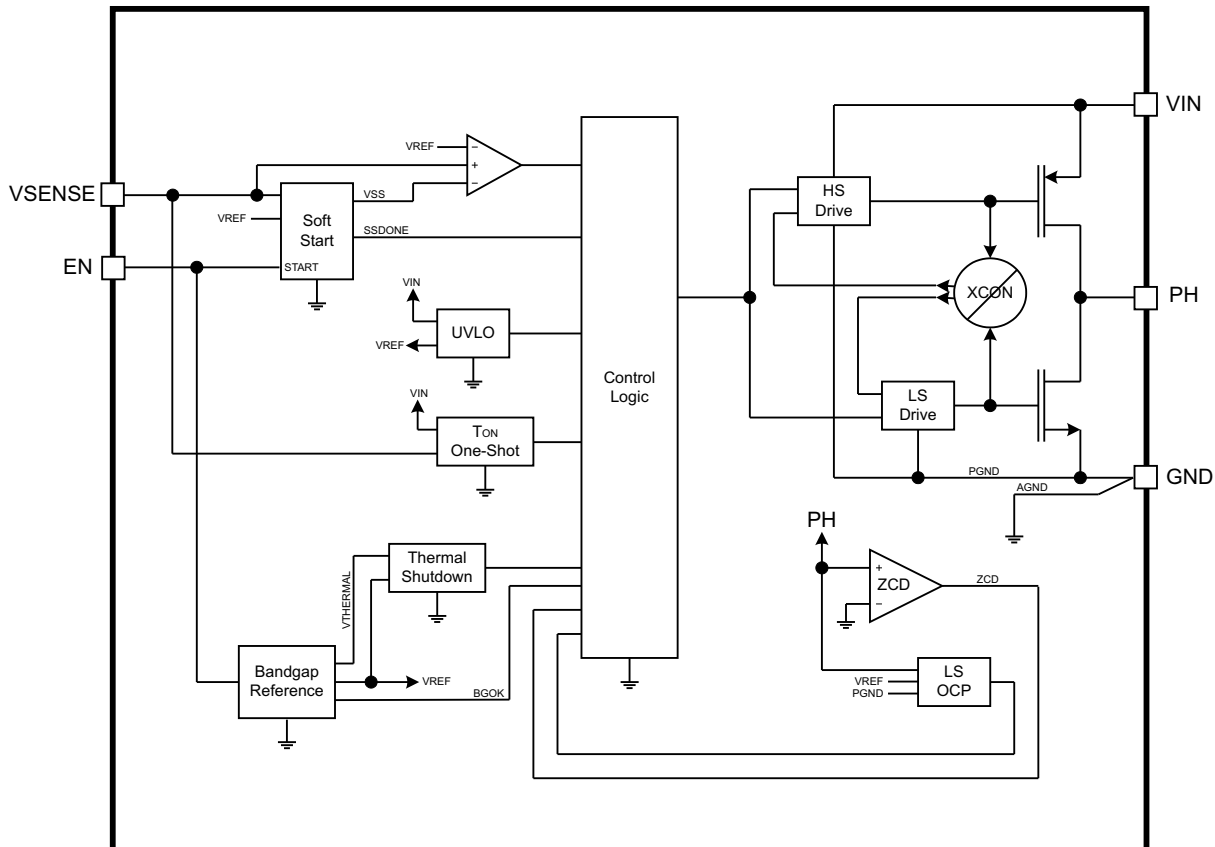 VIN
VSENSE
VREF
−
+
−
VSS
HS
Drive
VREF
Soft
Start
SSDONE
EN
START
XCON
PH
VIN
UVLO
VREF
Control
Logic
VIN
LS
Drive
TON
One-Shot
PGND
GND
AGND
PH
Thermal
Shutdown
+
ZCD
−
ZCD
VTHERMAL
Bandgap
Reference
VREF
BGOK
LS
OCP
VREF
PGND